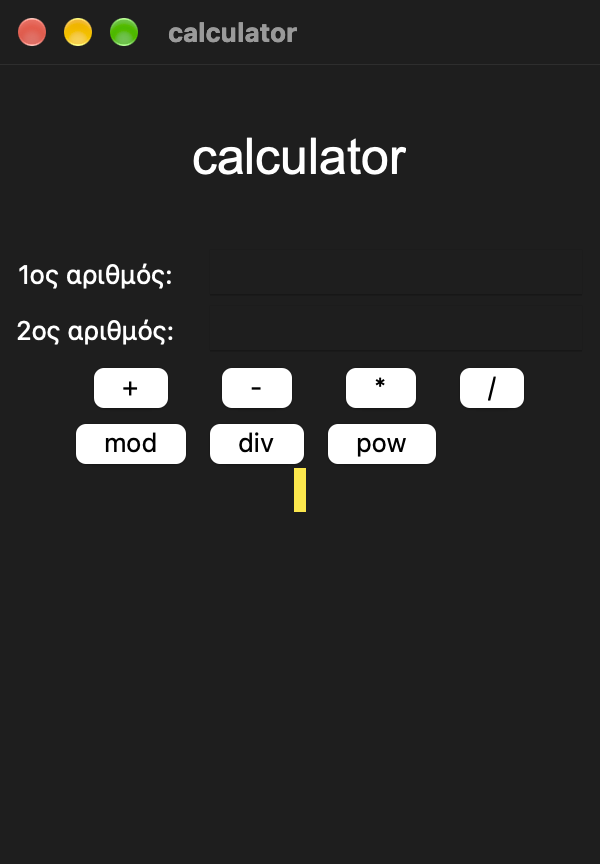 calculator
calculator
1ος αριθμός:
2ος αριθμός:
+ - * /
mod div pow